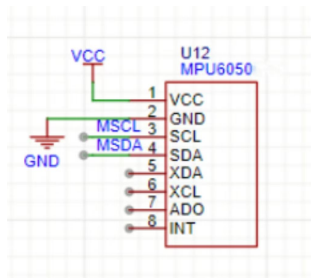 U12
VCC MPU6050
1 VCC
2 GND
MSCL 3 SCL
MSDA 4 SDA
GND 5 XDA
6 XCL
7 ADO
8 INT